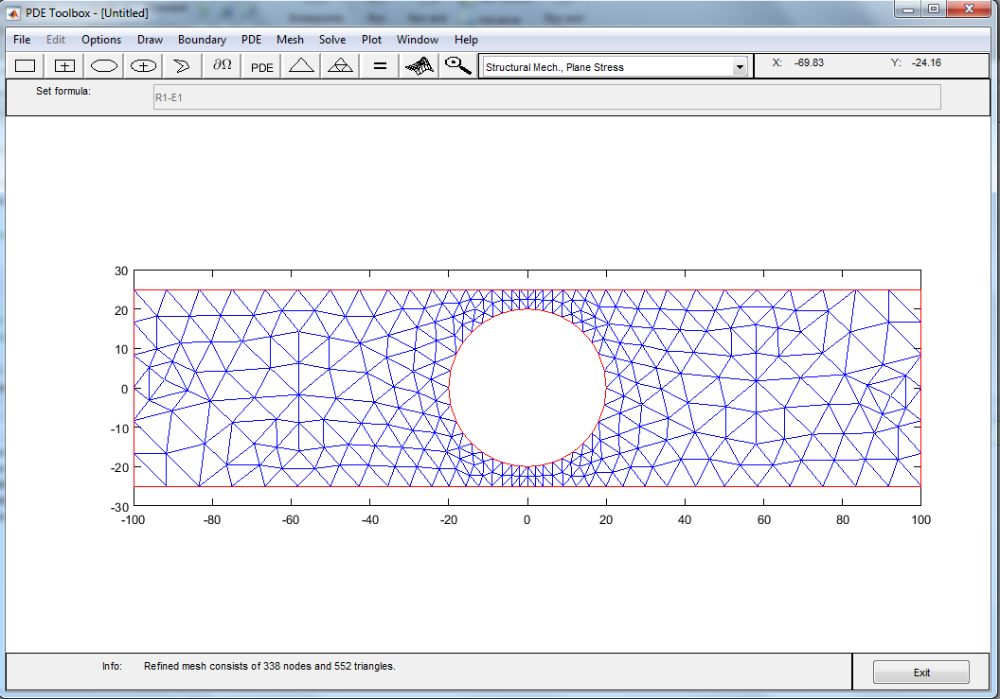 PDE Toolbox - [Untitled]
File Edit Options Draw Boundary PDE Mesh Solve Plot Window Help
∂Ω PDE = Structural Mech., Plane Stress X: -69.83 Y: -24.16
Set formula: R1-E1
30
20
10
0
-10
-20
-30
-100 -80 -60 -40 -20 0 20 40 60 80 100
Info: Refined mesh consists of 338 nodes and 552 triangles.
Exit